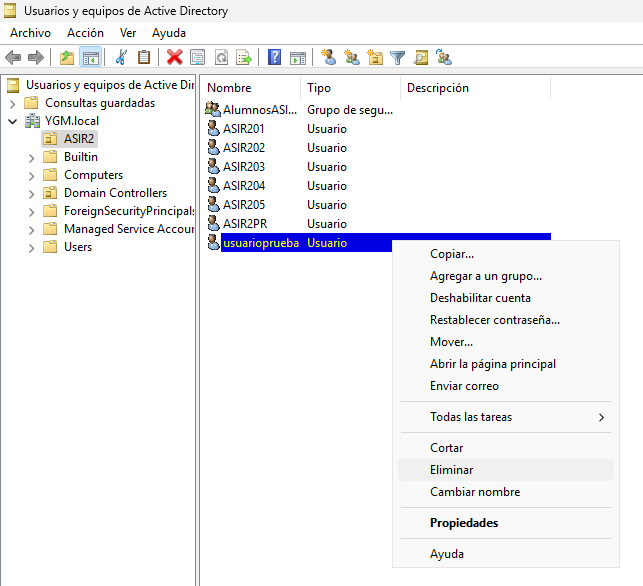 Usuarios y equipos de Active Directory
Archivo Acción Ver Ayuda
Usuarios y equipos de Active Dir
Consultas guardadas
YGM.local
ASIR2
Builtin
Computers
Domain Controllers
ForeignSecurityPrincipals
Managed Service Accour
Users
Nombre Tipo Descripción
AlumnosASI... Grupo de segu...
ASIR201 Usuario
ASIR202 Usuario
ASIR203 Usuario
ASIR204 Usuario
ASIR205 Usuario
ASIR2PR Usuario
usuarioprueba Usuario
Copiar...
Agregar a un grupo...
Deshabilitar cuenta
Restablecer contraseña...
Mover...
Abrir la página principal
Enviar correo
Todas las tareas
Cortar
Eliminar
Cambiar nombre
Propiedades
Ayuda